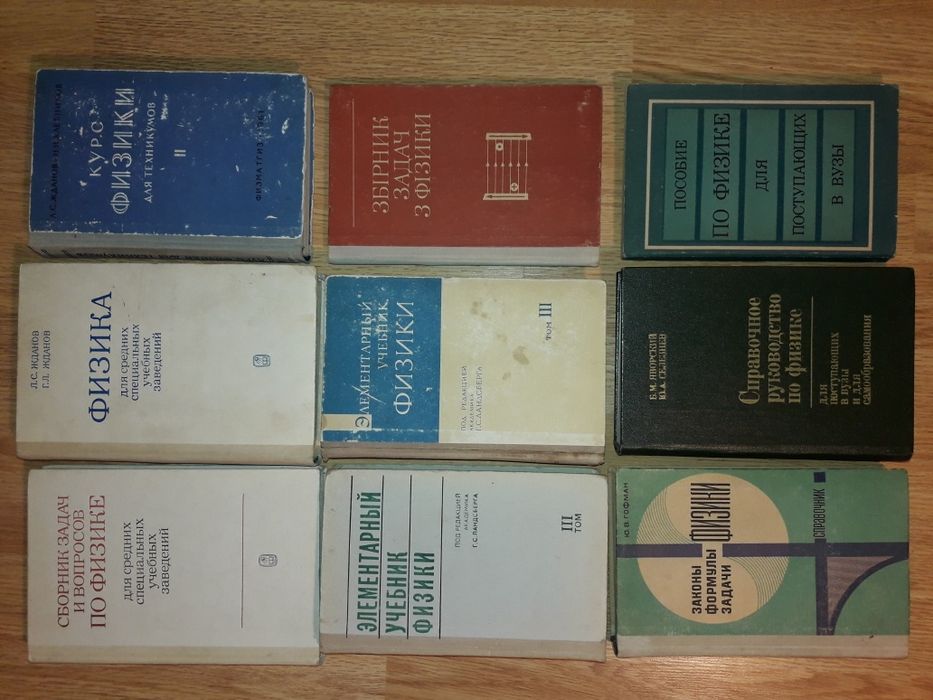 КУРС
ФИЗИКИ
ДЛЯ ТЕХНИКУМОВ
II
ФИЗМАТГИЗ
ЗБІРНИК
ЗАДАЧ
З ФІЗИКИ
ПОСОБИЕ
ПО ФИЗИКЕ
ДЛЯ
ПОСТУПАЮЩИХ
В ВУЗЫ
Л.С. ЖДАНОВ
Г.Л. ЖДАНОВ
ФИЗИКА
для средних
специальных
учебных
заведений
ЭЛЕМЕНТАРНЫЙ
УЧЕБНИК
ФИЗИКИ
ПОД РЕДАКЦИЕЙ
АКАДЕМИКА
Г.С. ЛАНДСБЕРГА
ТОМ III
Б.М. ЯВОРСКИЙ
Ю.А. СЕЛЕЗНЕВ
Справочное
руководство
по физике
для
поступающих
в вузы
и для
самообразования
СБОРНИК ЗАДАЧ
И ВОПРОСОВ
ПО ФИЗИКЕ
для средних
специальных
учебных
заведений
ЭЛЕМЕНТАРНЫЙ
УЧЕБНИК
ФИЗИКИ
ПОД РЕДАКЦИЕЙ
АКАДЕМИКА
Г. С. ЛАНДСБЕРГА
III
ТОМ
Ю. В. ГОФМАН
ЗАКОНЫ
ФОРМУЛЫ
ЗАДАЧИ
ФИЗИКИ
СПРАВОЧНИК